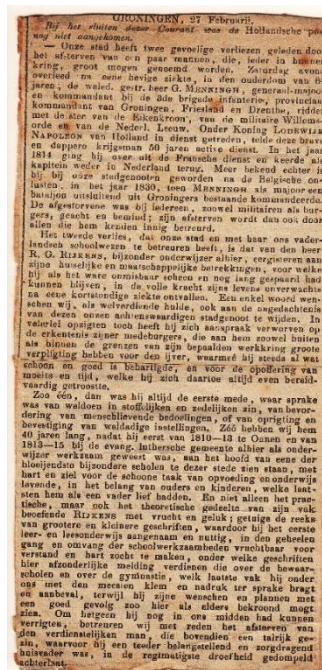 GRONINGEN, 27 Februarij.
Bij het sluiten dezer Courant was de Hollandsche post
nog niet aangekomen.
— Onze stad heeft twee gevoelige verliezen geleden door
het afsterven van een paar mannen, die, ieder in hunnen
kring, groot mogen genoemd worden. Zaturdag avond
overleed na eene hevige ziekte, in den ouderdom van
jaren, de weled. gestr. heer G. MENNINGH, generaal-majoor
en kommandant bij de 2de brigade infanterie, provinciale
kommandant van Groningen, Friesland en Drenthe, ridder
met de ster van de Eikenkroon, van de militaire Willems-
orde en van de Nederl. Leeuw. Onder Koning LODEWIJK
NAPOLEON van Holland in dienst getreden, telde deze brave
en dappere krijgsman 50 jaren actieve dienst. In het jaar
1814 ging hij over uit de Fransche dienst en keerde als
kapitein weder in Nederland terug. Meer bekend echter is
hij bij onze stadgenooten geworden na de Belgische on-
lusten, in het jaar 1830, toen MENNINGH als majoor een
bataljon uitsluitend uit Groningers bestaande kommandeerde.
De afgestorvene was bij iedereen, zoowel militairen als bur-
gers, geacht en bemind; zijn afsterven wordt dan ook door
allen die hem kenden innig betreurd.
Het tweede verlies, dat onze stad en met haar ons vader-
landsch schoolwezen te betreuren heeft, is dat van den heer
R. G. RIJKENS, bijzonder onderwijzer alhier, eergisteren aan
zijne huiselijke en maatschappelijke betrekkingen, voor welke
hij als het ware onmisbaar scheen en nog lang gespaard had
kunnen blijven, in de volle kracht zijns levens onverwachts
na eene kortstondige ziekte ontvallen. Een enkel woord wen-
schen wij, als welverdiende hulde, ook aan de nagedachtenis
van dezen onzen achtenswaardigen stadgenoot te wijden. In
velerlei opzigten toch heeft hij zich aanspraak verworven op
de erkentenis zijner medeburgers, die aan hem zoowel buiten
als binnen de grenzen van zijn bepaalden werkkring groote
verpligting hebben voor den ijver, waarmeê hij steeds al wat
schoon en goed is behartigde, en voor de opoffering van
moeite en tijd, welke hij zich daartoe altijd even bereid-
vaardig getroostte.
Zoo één, dan was hij altijd de eerste mede, waar sprake
was van weldoen in stoffelijken en zedelijken zin, van bevor-
dering van menschlievende bedoelingen, of van oprigting en
bevestiging van weldadige instellingen. Zóó hebben wij hem
40 jaren lang, nadat hij eerst van 1810—13 te Oanen en van
1813—15 bij de evang. luthersche gemeente alhier als onder-
wijzer werkzaam geweest was, aan het hoofd van eene der
bloeijendste bijzondere scholen te dezer stede zien staan, met
hart en ziel voor de schoone taak van opvoeding en onderwijs
levende, in het belang van ouders en kinderen, welke laat-
sten hem als een vader lief hadden. En niet alleen het prac-
tische, maar ook het theoretische gedeelte van zijn vak
beoefende RIJKENS met vrucht en geluk; getuige de reeks
van grootere en kleinere geschriften, waardoor hij het eerste
leer- en leesonderwijs aangenaam en nuttig, in den geheelen
gang en omvang der schoolwerkzaamheden vruchtbaar voor
verstand en hart zocht te maken, onder welke geschriften
hier afzonderlijke melding verdienen die over de bewaar-
scholen en over de gymnastie, welk laatste vak hij onder
ons met den meesten klem en nadruk ter sprake bragt
en aanbeval, terwijl hij zijne wenschen en plannen met
een goed gevolg zoo hier als elders bekroond mogt
zien. Om hetgeen hij nog in ons midden had kunnen
verrigten, betreuren wij met reden het afsterven van
den verdienstelijken man, die bovendien een talrijk ge-
zin, waarvoor hij een teeder belangstellend en zorgdragend
huisvader was, in de regtmatigste droefheid gedompeld
achterlaat.